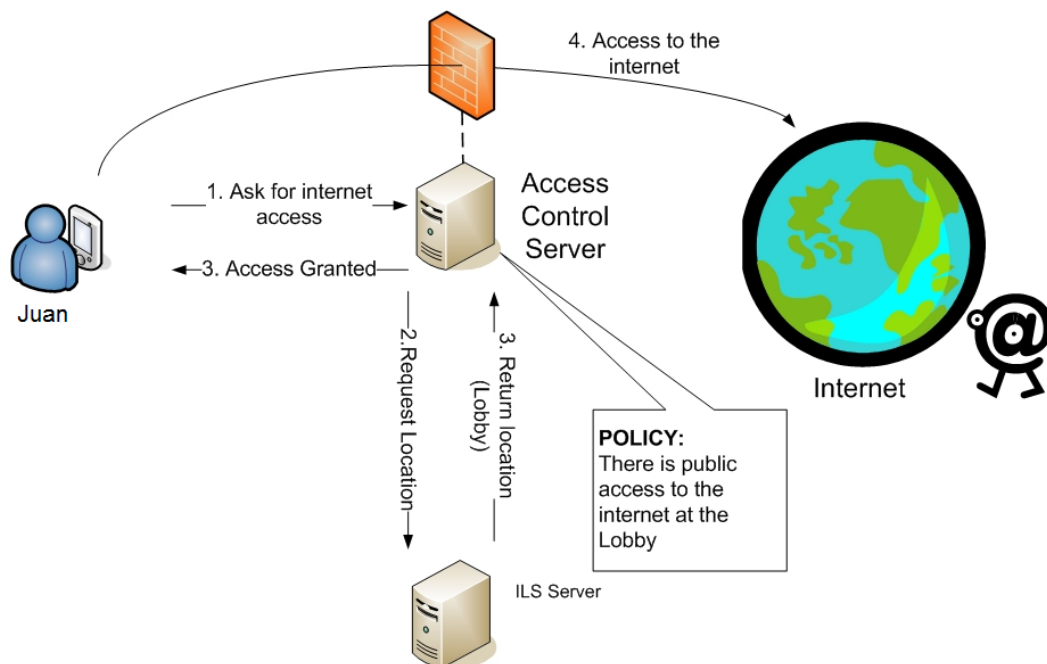 4. Access to the
internet
1. Ask for internet
access
Access
Control
Server
3. Access Granted
Juan
2.Request Location
3. Return location
(Lobby)
@
Internet
POLICY:
There is public
access to the
internet at the
Lobby
ILS Server